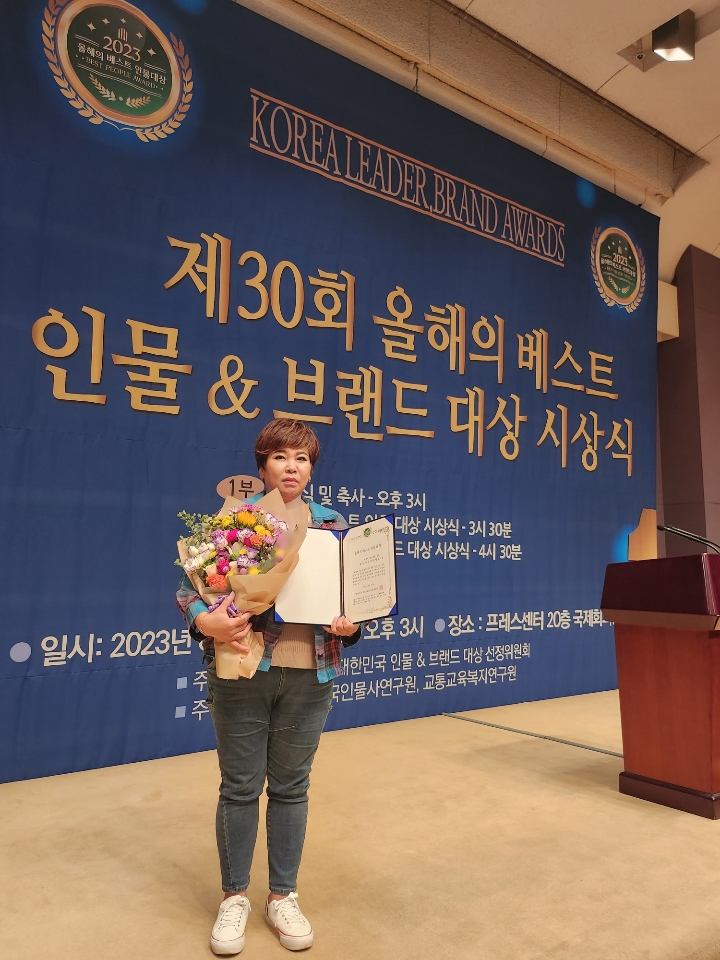 2023
올해의 베스트 인물대상
BEST PEOPLE AWARD
KOREA LEADER, BRAND AWARDS
2023
제30회 올해의 베스트
인물 & 브랜드 대상 시상식
1부
식 및 축사 - 오후 3시
대상 시상식 - 3시 30분
드 대상 시상식 - 4시 30분
일시: 2023년
오후 3시
장소 : 프레스센터 20층 국제회
주
대한민국 인물 & 브랜드 대상 선정위원회
주
국인물사연구원, 교통교육복지연구원